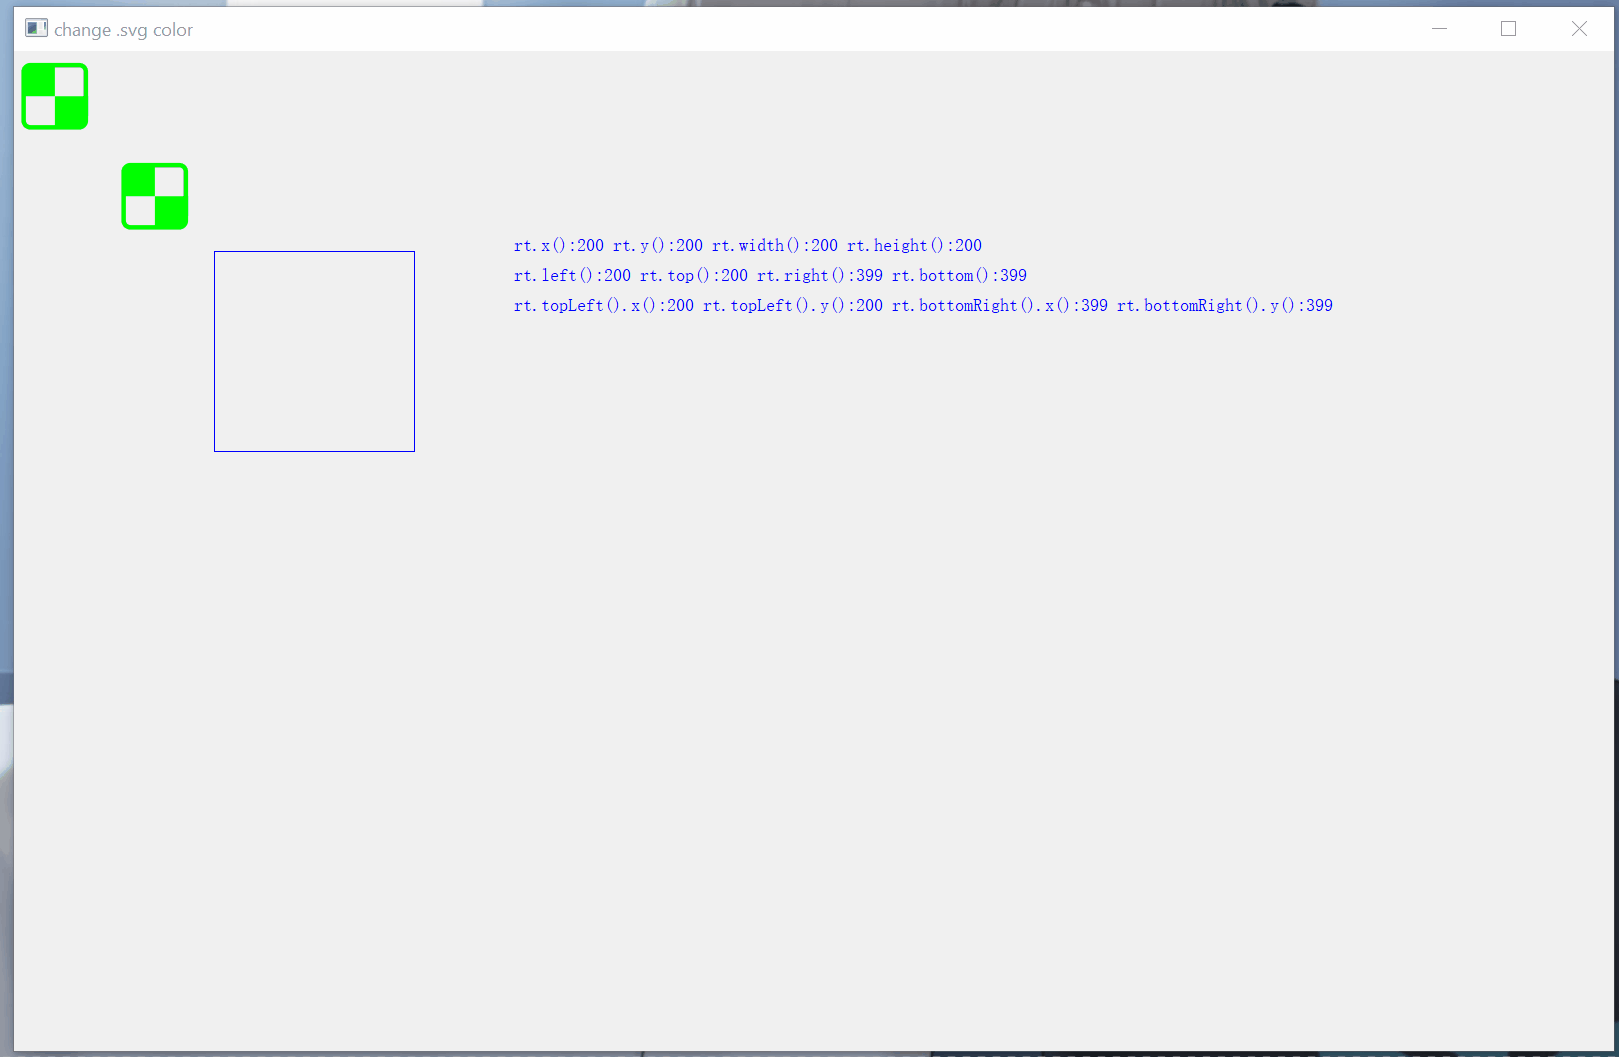 change .svg color
rt.x():200 rt.y():200 rt.width():200 rt.height():200
rt.left():200 rt.top():200 rt.right():399 rt.bottom():399
rt.topLeft().x():200 rt.topLeft().y():200 rt.bottomRight().x():399 rt.bottomRight().y():399